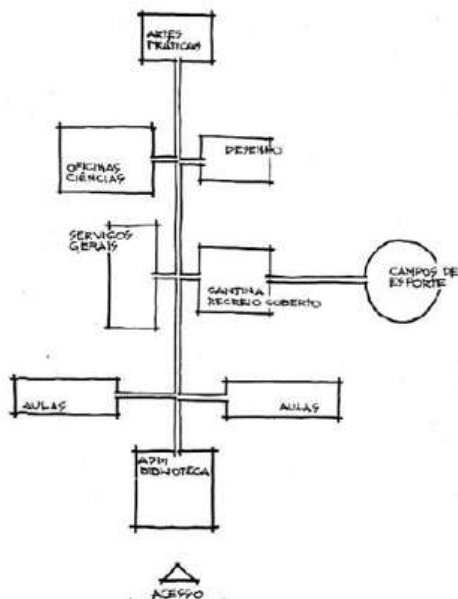 ARTES
PRÁTICAS
DESENHO
OFICINAS
CIÊNCIAS
SERVIÇOS
GERAIS
CANTINA
RECREIO COBERTO
CAMPOS DE
ESPORTE
AULAS
AULAS
ADM
BIBLIOTECA
ACESSO